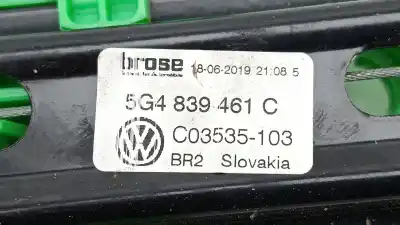 brose 18-06-2019 21:08 5
5G4 839 461 C
C03535-103
BR2 Slovakia